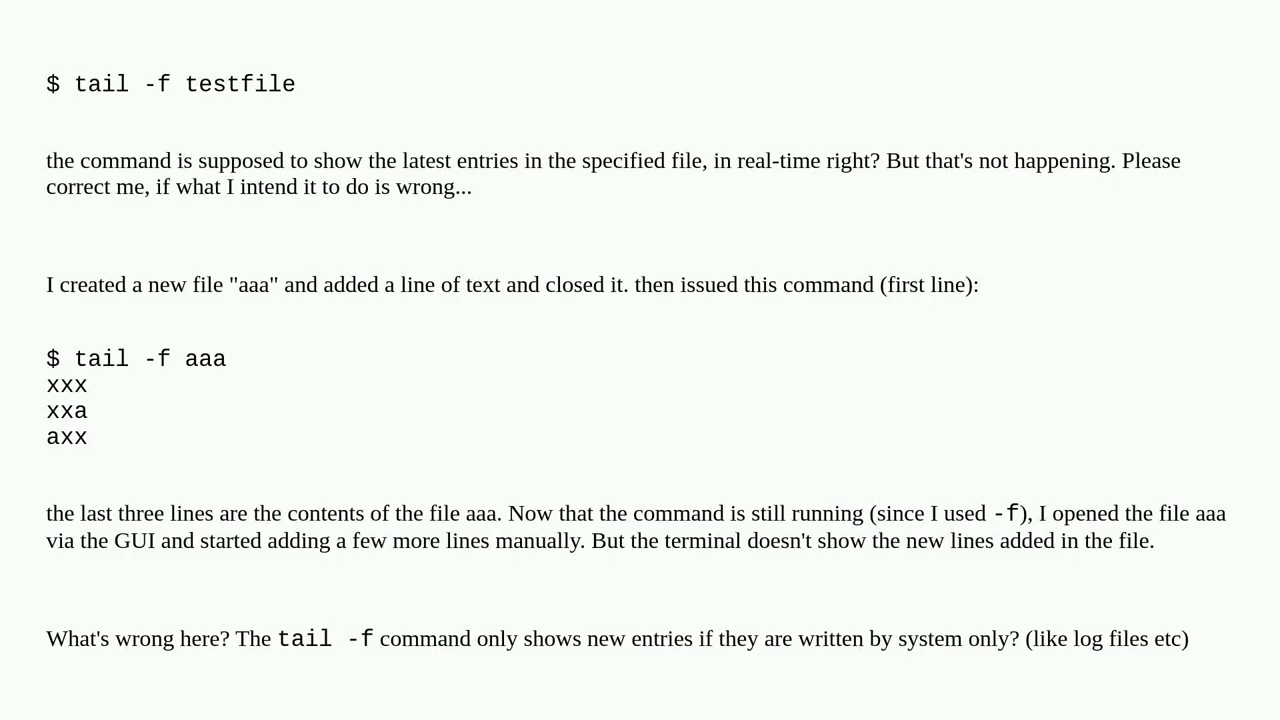 $ tail -f testfile
the command is supposed to show the latest entries in the specified file, in real-time right? But that's not happening. Please
correct me, if what I intend it to do is wrong...
I created a new file "aaa" and added a line of text and closed it. then issued this command (first line):
$ tail -f aaa
xxx
xxa
axx
the last three lines are the contents of the file aaa. Now that the command is still running (since I used -f), I opened the file aaa
via the GUI and started adding a few more lines manually. But the terminal doesn't show the new lines added in the file.
What's wrong here? The tail -f command only shows new entries if they are written by system only? (like log files etc)